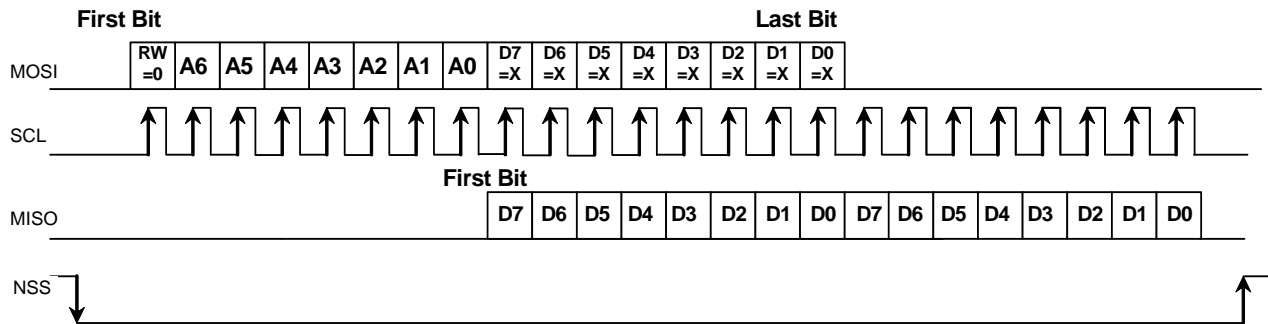 First Bit Last Bit
MOSI RW =0 A6 A5 A4 A3 A2 A1 A0 D7 =X D6 =X D5 =X D4 =X D3 =X D2 =X D1 =X D0 =X
SCL
First Bit
MISO D7 D6 D5 D4 D3 D2 D1 D0 D7 D6 D5 D4 D3 D2 D1 D0
NSS